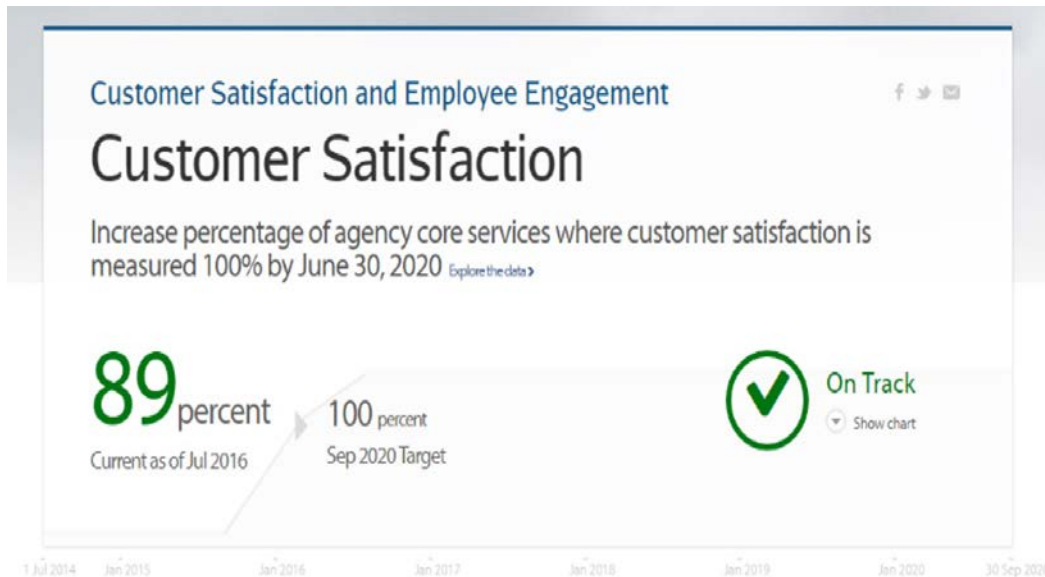 Customer Satisfaction and Employee Engagement
Customer Satisfaction
Increase percentage of agency core services where customer satisfaction is
measured 100% by June 30, 2020 Explore the data >
89 percent
Current as of Jul 2016
100 percent
Sep 2020 Target
On Track
Show chart
1 Jul 2014 Jan 2015 Jan 2016 Jan 2017 Jan 2018 Jan 2019 Jan 2020 30 Sep 2020